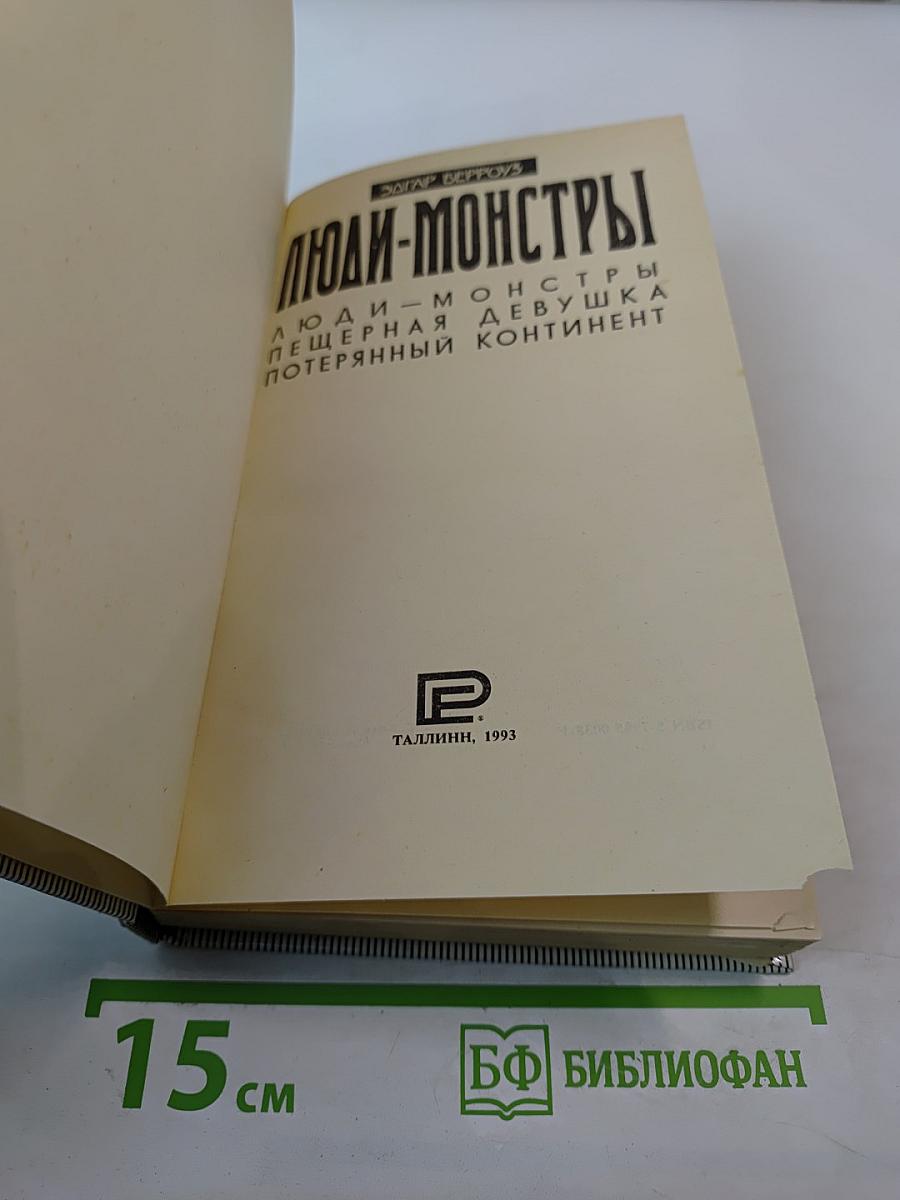 ЭДГАР БЕРРОУЗ
ЛЮДИ-МОНСТРЫ
ЛЮДИ—МОНСТРЫ
ПЕЩЕРНАЯ ДЕВУШКА
ПОТЕРЯННЫЙ КОНТИНЕНТ
ТАЛЛИНН, 1993
15 см
БФ БИБЛИОФАН